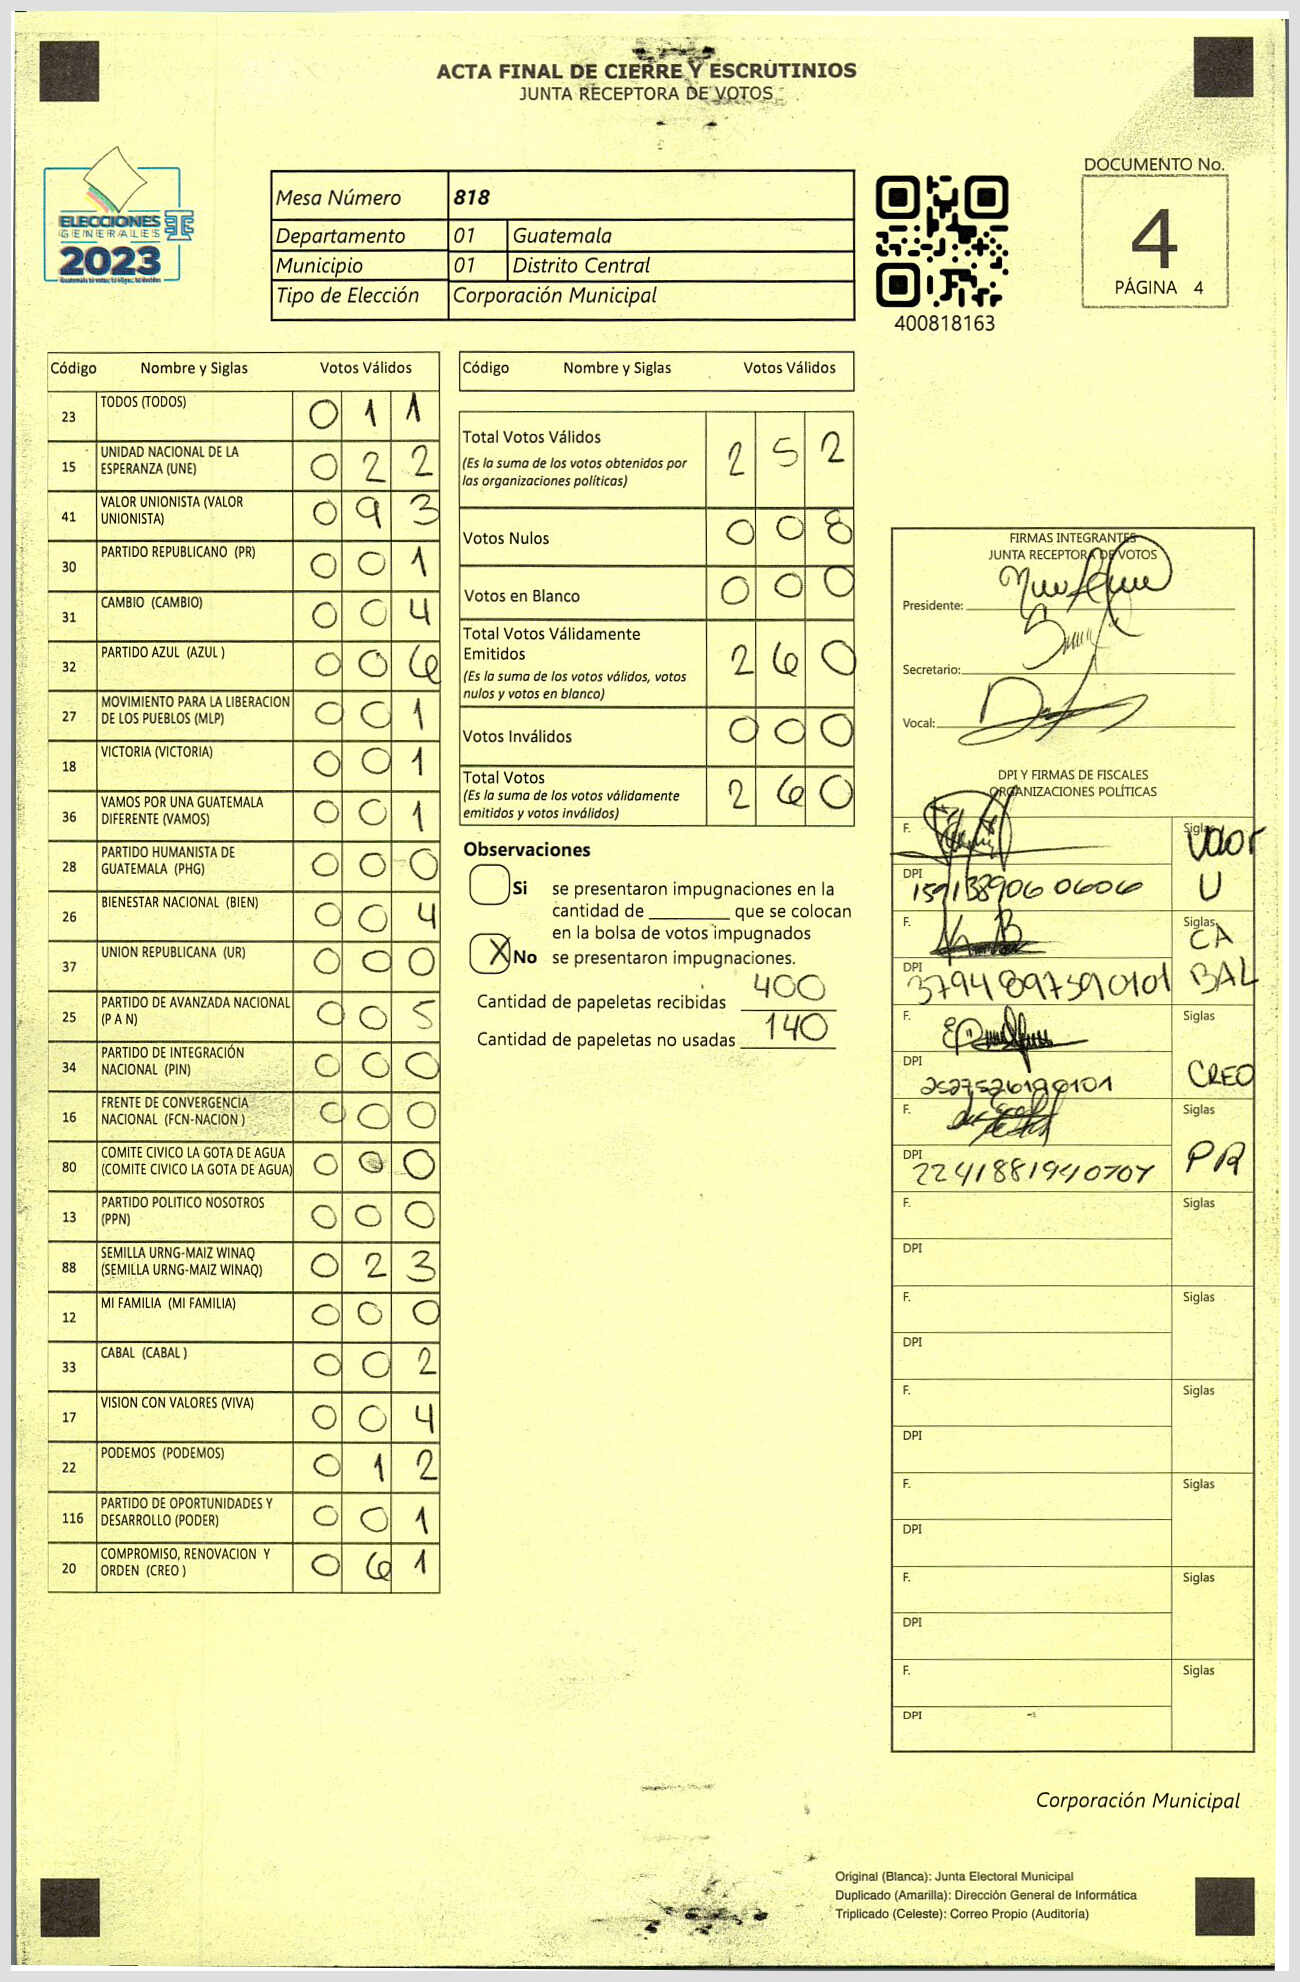 ACTA FINAL DE CIERRE Y ESCRUTINIOS
JUNTA RECEPTORA DE VOTOS
ELECCIONES
GENERALES
2023
Mesa Número 818
Departamento 01 Guatemala
Municipio 01 Distrito Central
Tipo de Elección Corporación Municipal
400818163
DOCUMENTO No.
4
PÁGINA 4
Código Nombre y Siglas Votos Válidos
23 TODOS (TODOS) 0 1 1
15 UNIDAD NACIONAL DE LA ESPERANZA (UNE) 0 2 2
41 VALOR UNIONISTA (VALOR UNIONISTA) 0 9 3
30 PARTIDO REPUBLICANO (PR) 0 0 1
31 CAMBIO (CAMBIO) 0 0 4
32 PARTIDO AZUL (AZUL ) 0 0 6
27 MOVIMIENTO PARA LA LIBERACION DE LOS PUEBLOS (MLP) 0 0 1
18 VICTORIA (VICTORIA) 0 0 1
36 VAMOS POR UNA GUATEMALA DIFERENTE (VAMOS) 0 0 1
28 PARTIDO HUMANISTA DE GUATEMALA (PHG) 0 0 0
26 BIENESTAR NACIONAL (BIEN) 0 0 4
37 UNION REPUBLICANA (UR) 0 0 0
25 PARTIDO DE AVANZADA NACIONAL (P A N) 0 0 5
34 PARTIDO DE INTEGRACIÓN NACIONAL (PIN) 0 0 0
16 FRENTE DE CONVERGENCIA NACIONAL (FCN-NACION ) 0 0 0
80 COMITE CIVICO LA GOTA DE AGUA (COMITE CIVICO LA GOTA DE AGUA) 0 0 0
13 PARTIDO POLITICO NOSOTROS (PPN) 0 0 0
88 SEMILLA URNG-MAIZ WINAQ (SEMILLA URNG-MAIZ WINAQ) 0 2 3
12 MI FAMILIA (MI FAMILIA) 0 0 0
33 CABAL (CABAL ) 0 0 2
17 VISION CON VALORES (VIVA) 0 0 4
22 PODEMOS (PODEMOS) 0 1 2
116 PARTIDO DE OPORTUNIDADES Y DESARROLLO (PODER) 0 0 1
20 COMPROMISO, RENOVACION Y ORDEN (CREO ) 0 6 1
Código Nombre y Siglas Votos Válidos
Total Votos Válidos 2 5 2
(Es la suma de los votos obtenidos por
las organizaciones políticas)
Votos Nulos 0 0 8
Votos en Blanco 0 0 0
Total Votos Válidamente
Emitidos 2 6 0
(Es la suma de los votos válidos, votos
nulos y votos en blanco)
Votos Inválidos 0 0 0
Total Votos 2 6 0
(Es la suma de los votos válidamente
emitidos y votos inválidos)
Observaciones
Si se presentaron impugnaciones en la
cantidad de ________ que se colocan
en la bolsa de votos impugnados
X No se presentaron impugnaciones.
Cantidad de papeletas recibidas 400
Cantidad de papeletas no usadas 140
FIRMAS INTEGRANTES
JUNTA RECEPTORA DE VOTOS
Presidente:
Secretario:
Vocal:
DPI Y FIRMAS DE FISCALES
ORGANIZACIONES POLÍTICAS
F. Siglas Valor
DPI U
F. Siglas CA
DPI 3794897590101 BAL
F. Siglas
DPI 2527526190101 CREO
F. Siglas
DPI 2241881940707 PR
F. Siglas
DPI
F. Siglas
DPI
F. Siglas
DPI
F. Siglas
DPI
F. Siglas
DPI
F. Siglas
DPI
Corporación Municipal
Original (Blanca): Junta Electoral Municipal
Duplicado (Amarilla): Dirección General de Informática
Triplicado (Celeste): Correo Propio (Auditoría)